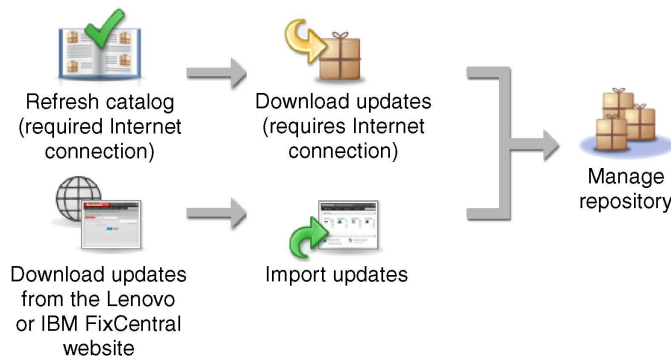 Refresh catalog
(required Internet
connection)
Download updates
(requires Internet
connection)
Manage
repository
Download updates
from the Lenovo
or IBM FixCentral
website
Import updates